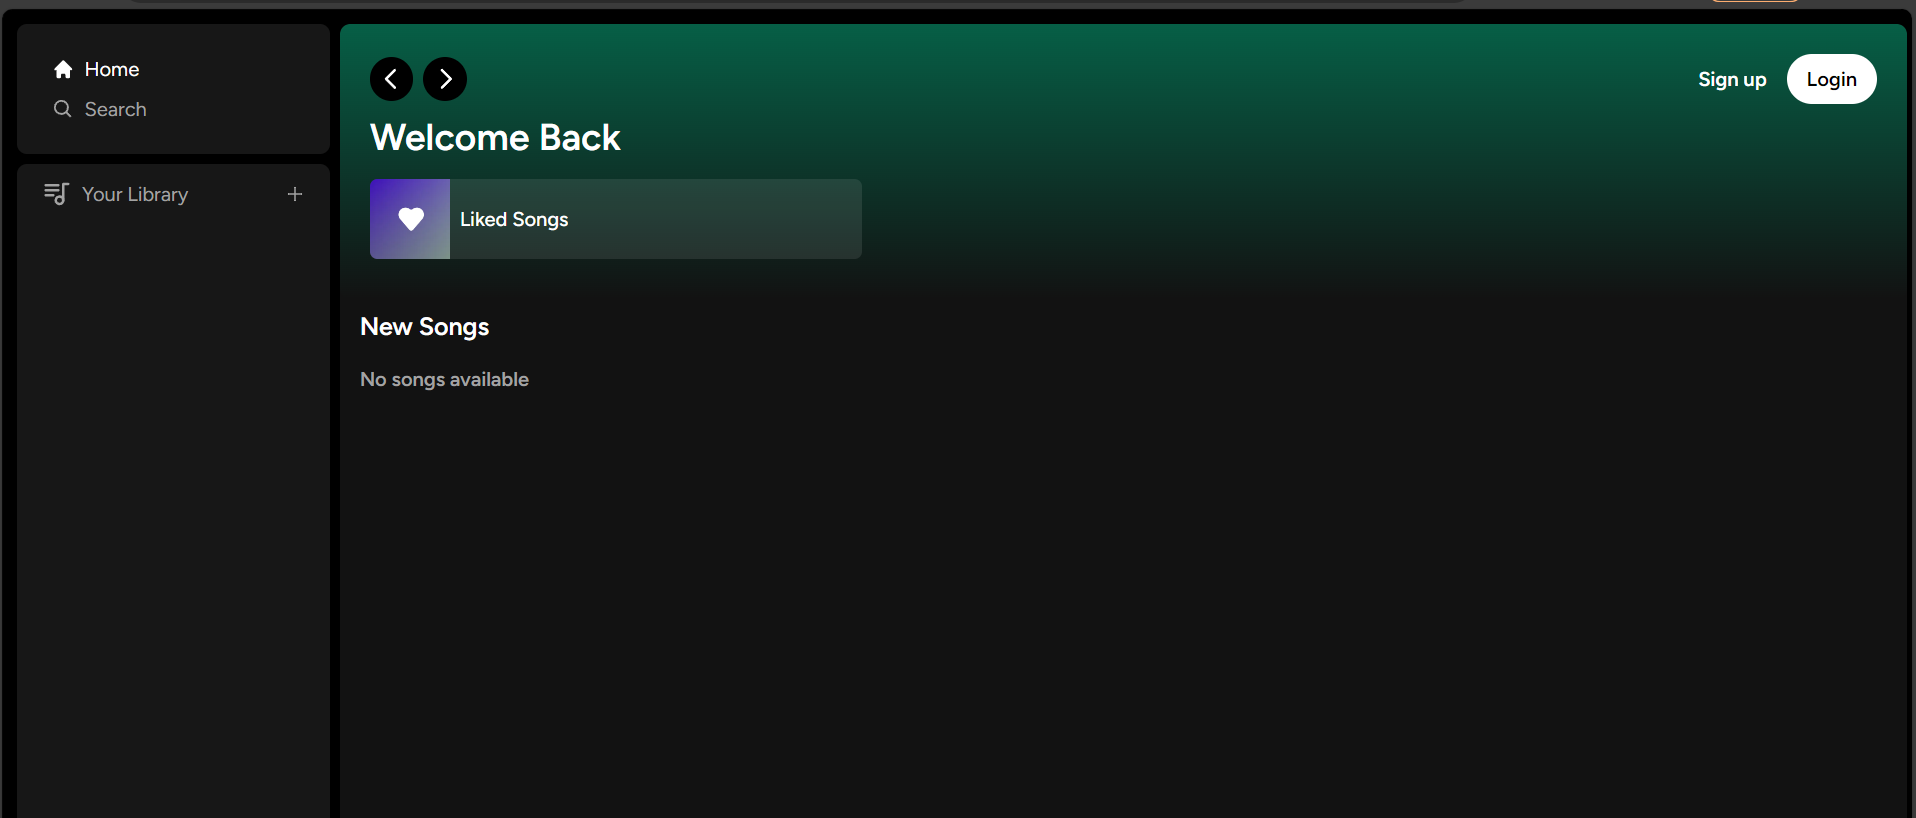 Home
Search
Your Library
Sign up
Login
Welcome Back
Liked Songs
New Songs
No songs available